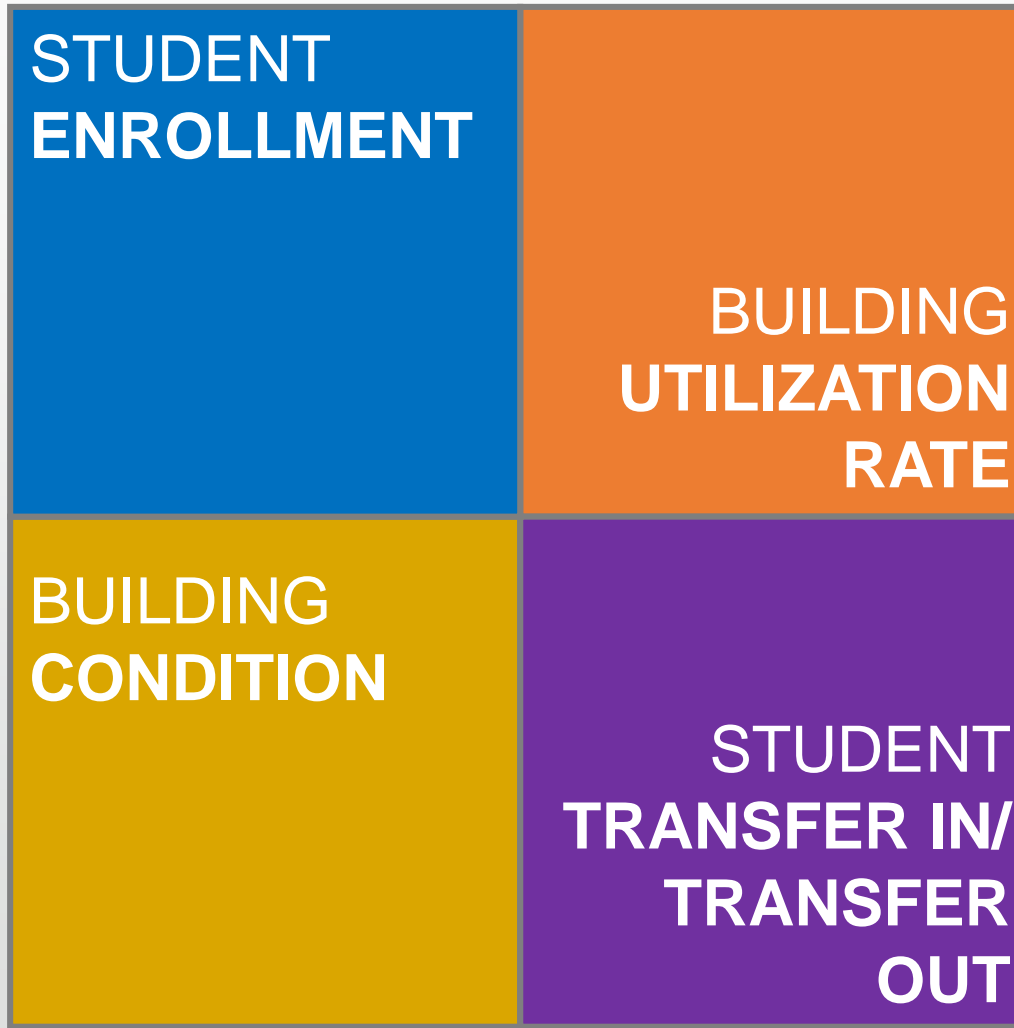 STUDENT
ENROLLMENT
BUILDING
UTILIZATION
RATE
BUILDING
CONDITION
STUDENT
TRANSFER IN/
TRANSFER
OUT